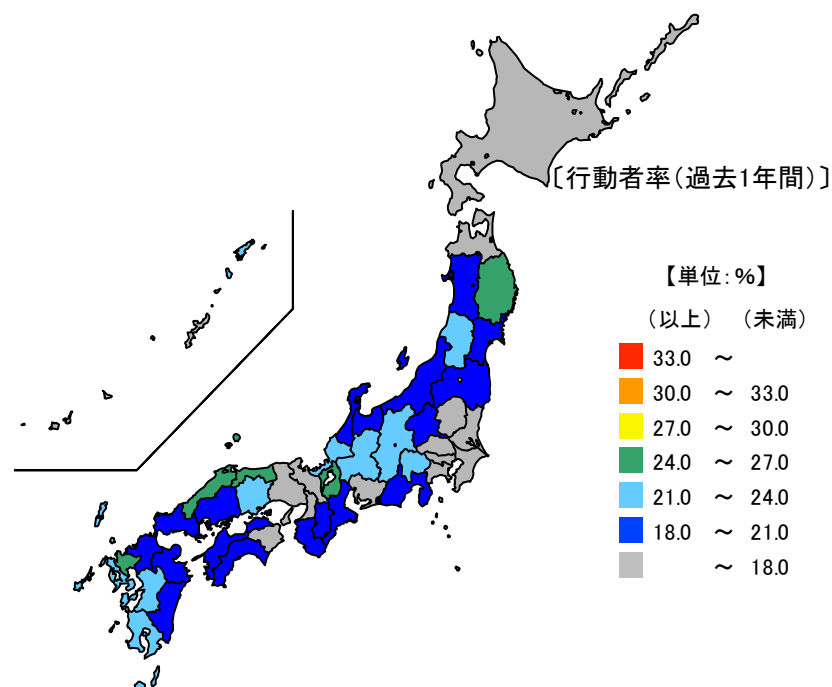 〔行動者率(過去1年間)〕
【単位:%】
(以上) (未満)
33.0 ～
30.0 ～ 33.0
27.0 ～ 30.0
24.0 ～ 27.0
21.0 ～ 24.0
18.0 ～ 21.0
～ 18.0